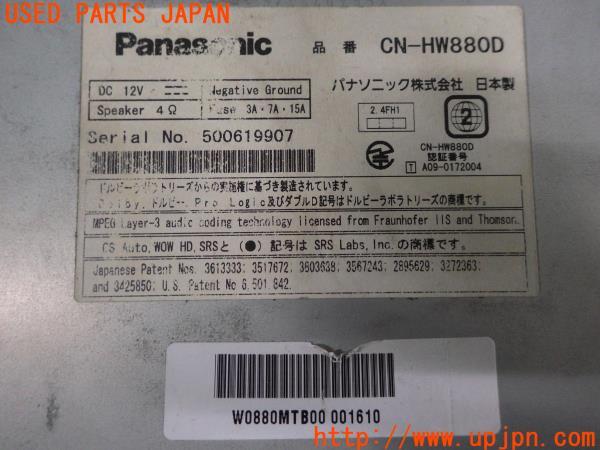 USED PARTS JAPAN
Panasonic 品番 CN-HW880D
DC 12V Negative Ground
Speaker 4Ω Fuse 3A・7A・15A
パナソニック株式会社 日本製
2.4FH1
2
Serial No. 500619907
CN-HW880D
認証番号
T A09-0172004
ドルビーラボラトリーズからの実施権に基づき製造されています。
Dolby、ドルビー、Pro Logic及びダブルD記号はドルビーラボラトリーズの商標です。
MPEG Layer-3 audio coding technology licensed from Fraunhofer IIS and Thomson.
CS Auto, WOW HD, SRSと(●)記号は SRS Labs, Inc. の商標です。
Japanese Patent Nos. 3613333; 3517672; 3603638; 3567243; 2895629; 3272363;
and 3425850; U.S. Patent No 6,501,842.
W0880MTB00 001610
https://www.upjpn.com